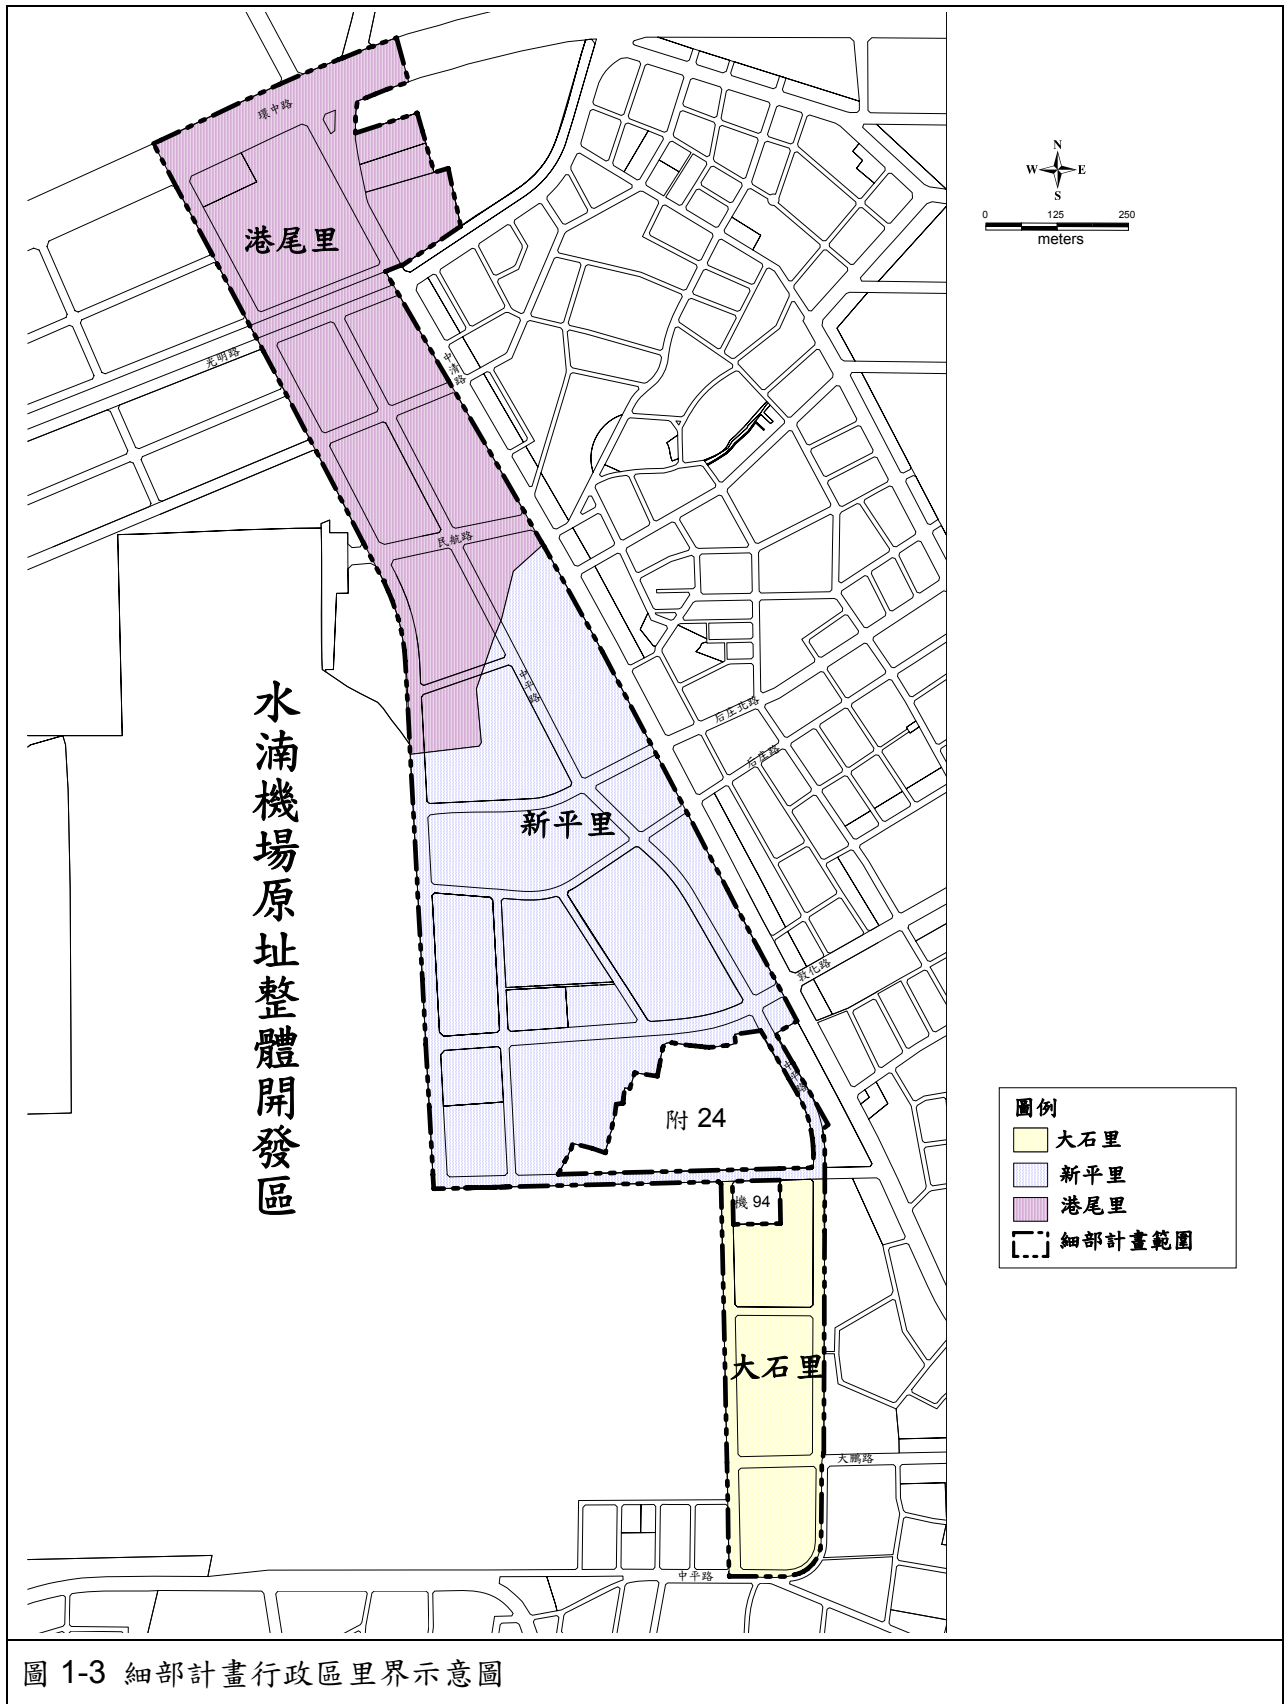 環中路
N
W E
S
0 125 250
meters
港尾里
光明路
中清路
民航路
中平路
水湳機場原址整體開發區
后庄北路
后庄路
新平里
敦化路
中平路
附 24
機 94
大石里
大鵬路
中平路
圖例
大石里
新平里
港尾里
細部計畫範圍
圖 1-3 細部計畫行政區里界示意圖